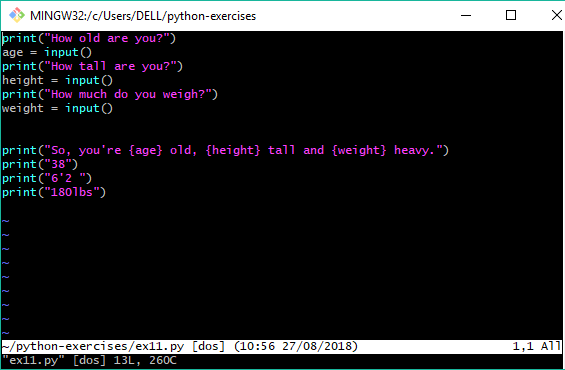 MINGW32:/c/Users/DELL/python-exercises
print("How old are you?")
age = input()
print("How tall are you?")
height = input()
print("How much do you weigh?")
weight = input()
print("So, you're {age} old, {height} tall and {weight} heavy.")
print("38")
print("6'2 ")
print("180lbs")
~
~
~
~
~
~
~
~
~
~/python-exercises/ex11.py [dos] (10:56 27/08/2018) 1,1 All
"ex11.py" [dos] 13L, 260C